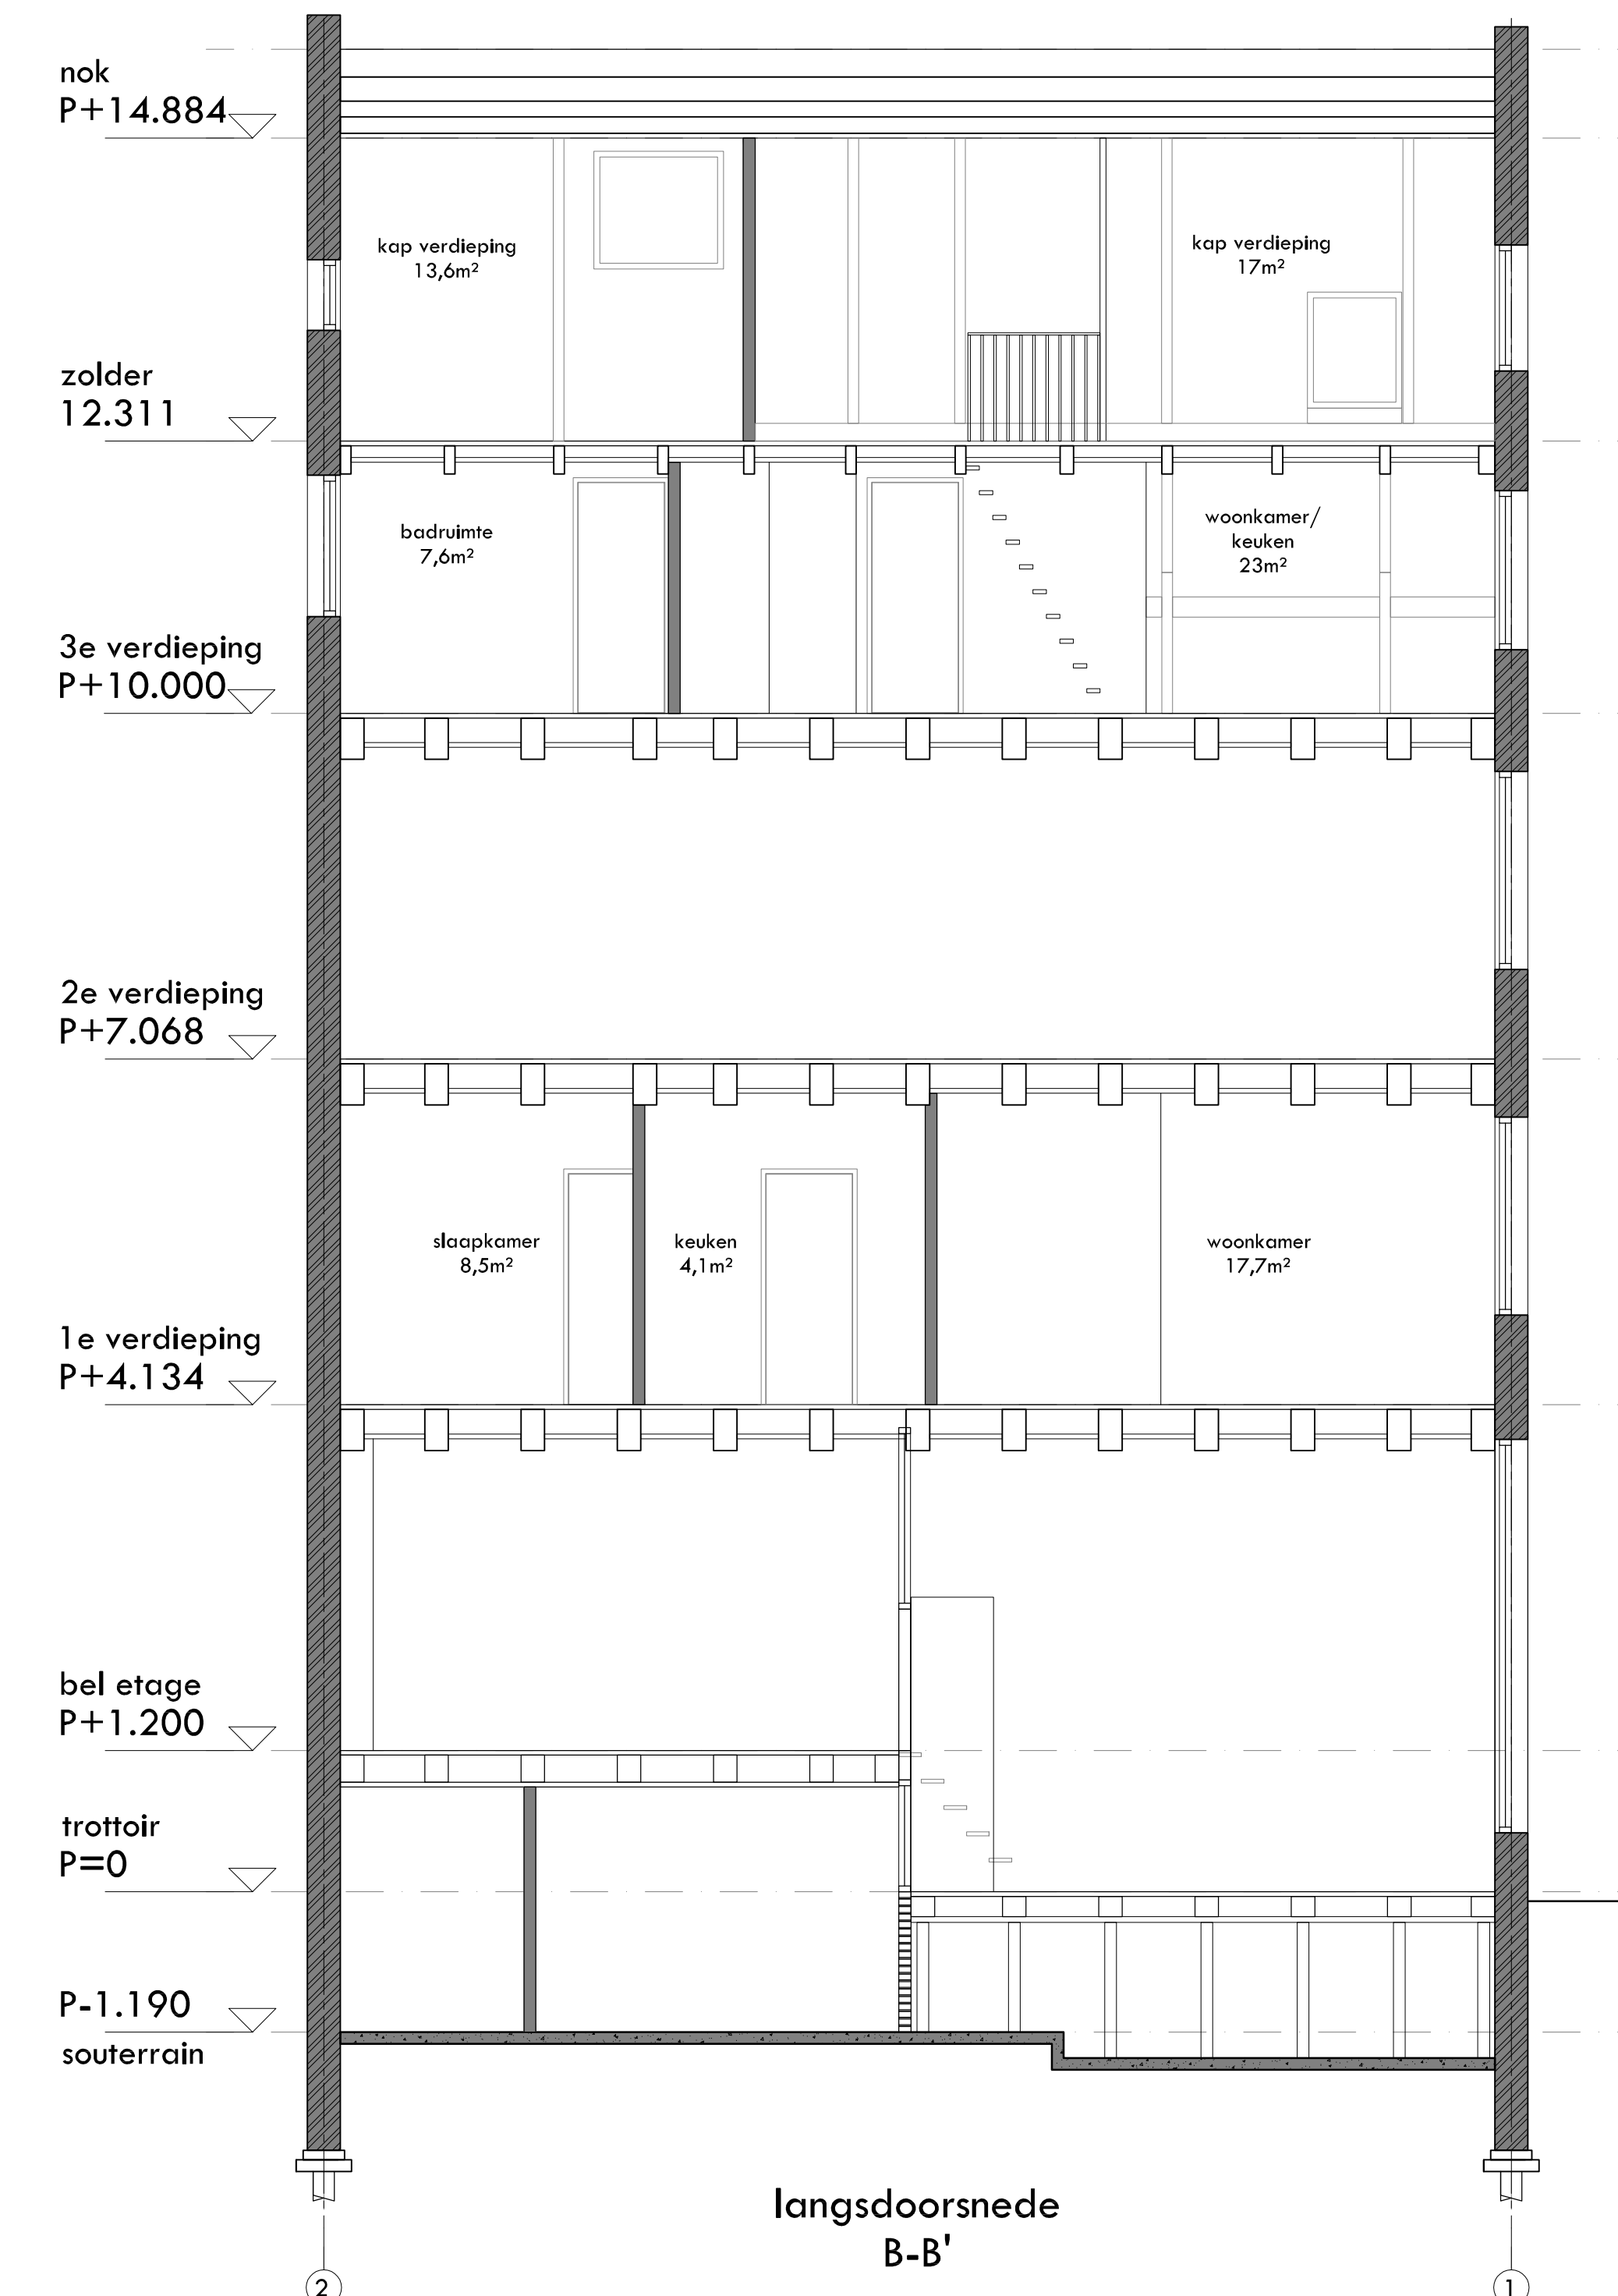 nok
P+14.884
kap verdieping
13,6m²
kap verdieping
17m²
zolder
12.311
badruimte
7,6m²
woonkamer/
keuken
23m²
3e verdieping
P+10.000
2e verdieping
P+7.068
slaapkamer
8,5m²
keuken
4,1m²
woonkamer
17,7m²
1e verdieping
P+4.134
bel etage
P+1.200
trottoir
P=0
P-1.190
souterrain
langsdoorsnede
B-B'
2
1